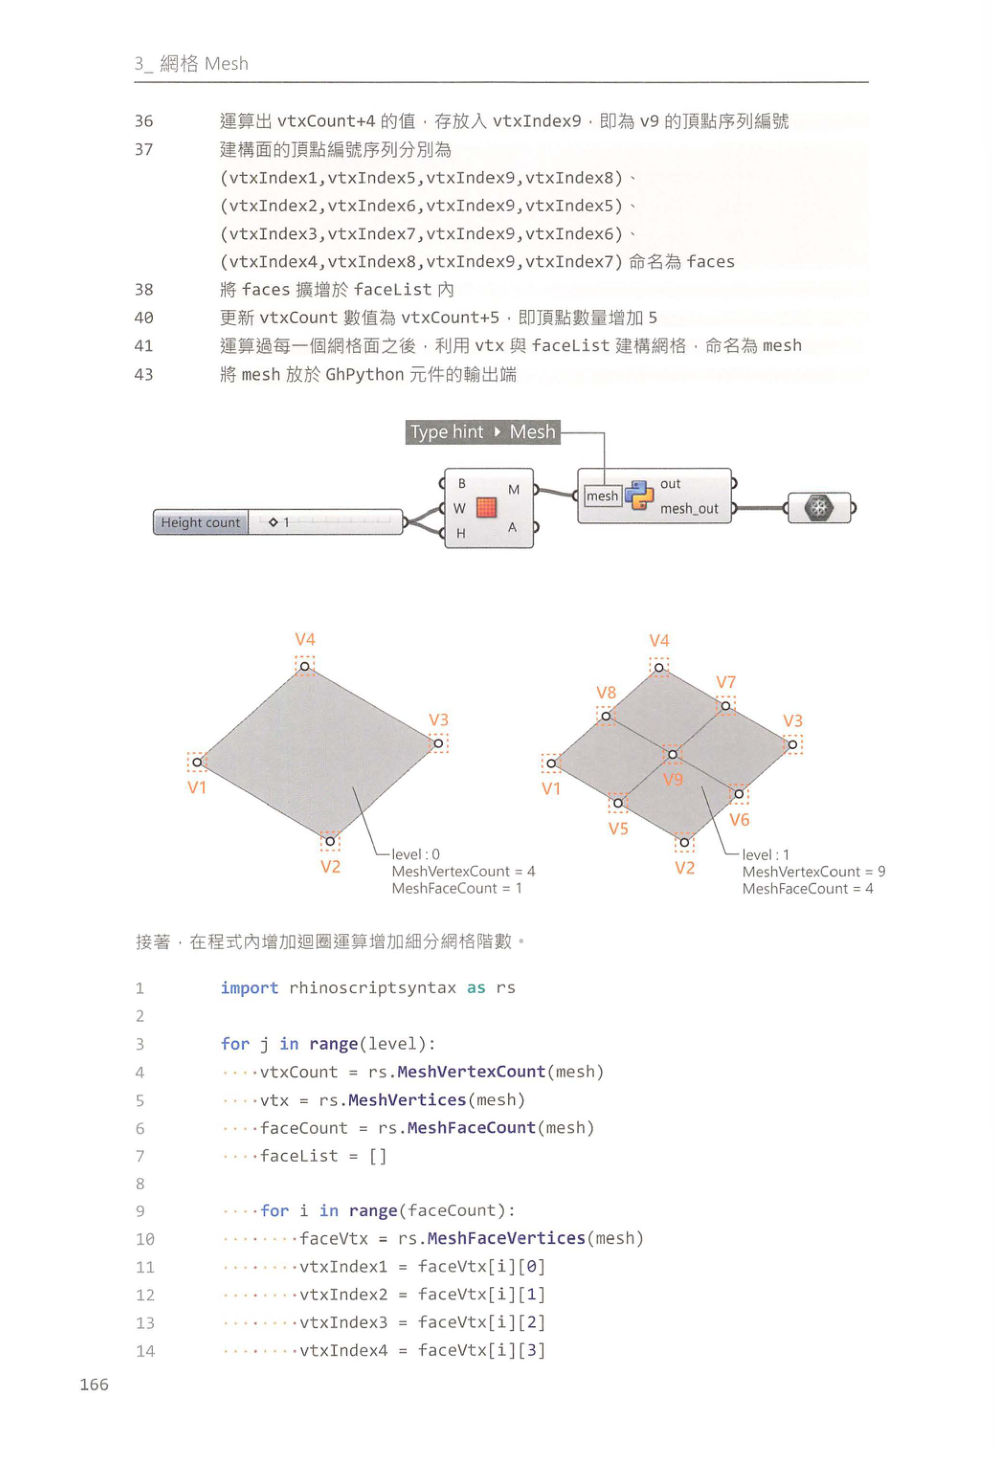 3_ 網格 Mesh
36 運算出 vtxCount+4 的值，存放入 vtxIndex9，即為 v9 的頂點序列編號
37 建構面的頂點編號序列分別為
(vtxIndex1,vtxIndex5,vtxIndex9,vtxIndex8)、
(vtxIndex2,vtxIndex6,vtxIndex9,vtxIndex5)、
(vtxIndex3,vtxIndex7,vtxIndex9,vtxIndex6)、
(vtxIndex4,vtxIndex8,vtxIndex9,vtxIndex7) 命名為 faces
38 將 faces 擴增於 faceList 內
40 更新 vtxCount 數值為 vtxCount+5，即頂點數量增加 5
41 運算過每一個網格面之後，利用 vtx 與 faceList 建構網格，命名為 mesh
43 將 mesh 放於 GhPython 元件的輸出端
Type hint ▸ Mesh
B
W
H
M
A
mesh
out
mesh_out
Height count ◇ 1
V4
V3
V1
V2
level : 0
MeshVertexCount = 4
MeshFaceCount = 1
V4
V7
V8
V3
V9
V1
V6
V5
V2
level : 1
MeshVertexCount = 9
MeshFaceCount = 4
接著，在程式內增加迴圈運算增加細分網格階數。
1 import rhinoscriptsyntax as rs
2
3 for j in range(level):
4 ····vtxCount = rs.MeshVertexCount(mesh)
5 ····vtx = rs.MeshVertices(mesh)
6 ····faceCount = rs.MeshFaceCount(mesh)
7 ····faceList = []
8
9 ····for i in range(faceCount):
10 ········faceVtx = rs.MeshFaceVertices(mesh)
11 ········vtxIndex1 = faceVtx[i][0]
12 ········vtxIndex2 = faceVtx[i][1]
13 ········vtxIndex3 = faceVtx[i][2]
14 ········vtxIndex4 = faceVtx[i][3]
166